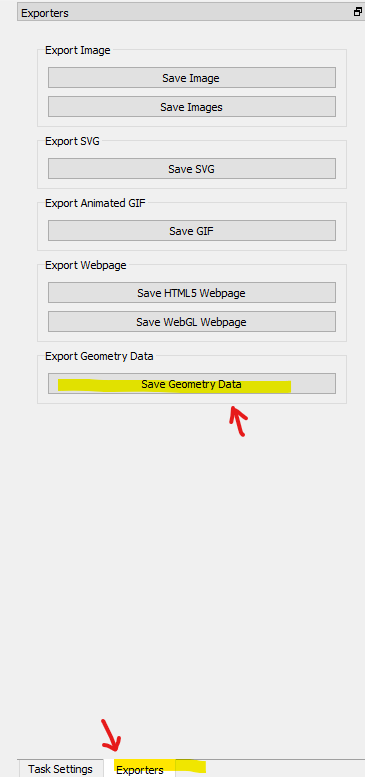 Exporters
Export Image
Save Image
Save Images
Export SVG
Save SVG
Export Animated GIF
Save GIF
Export Webpage
Save HTML5 Webpage
Save WebGL Webpage
Export Geometry Data
Save Geometry Data
Task Settings Exporters